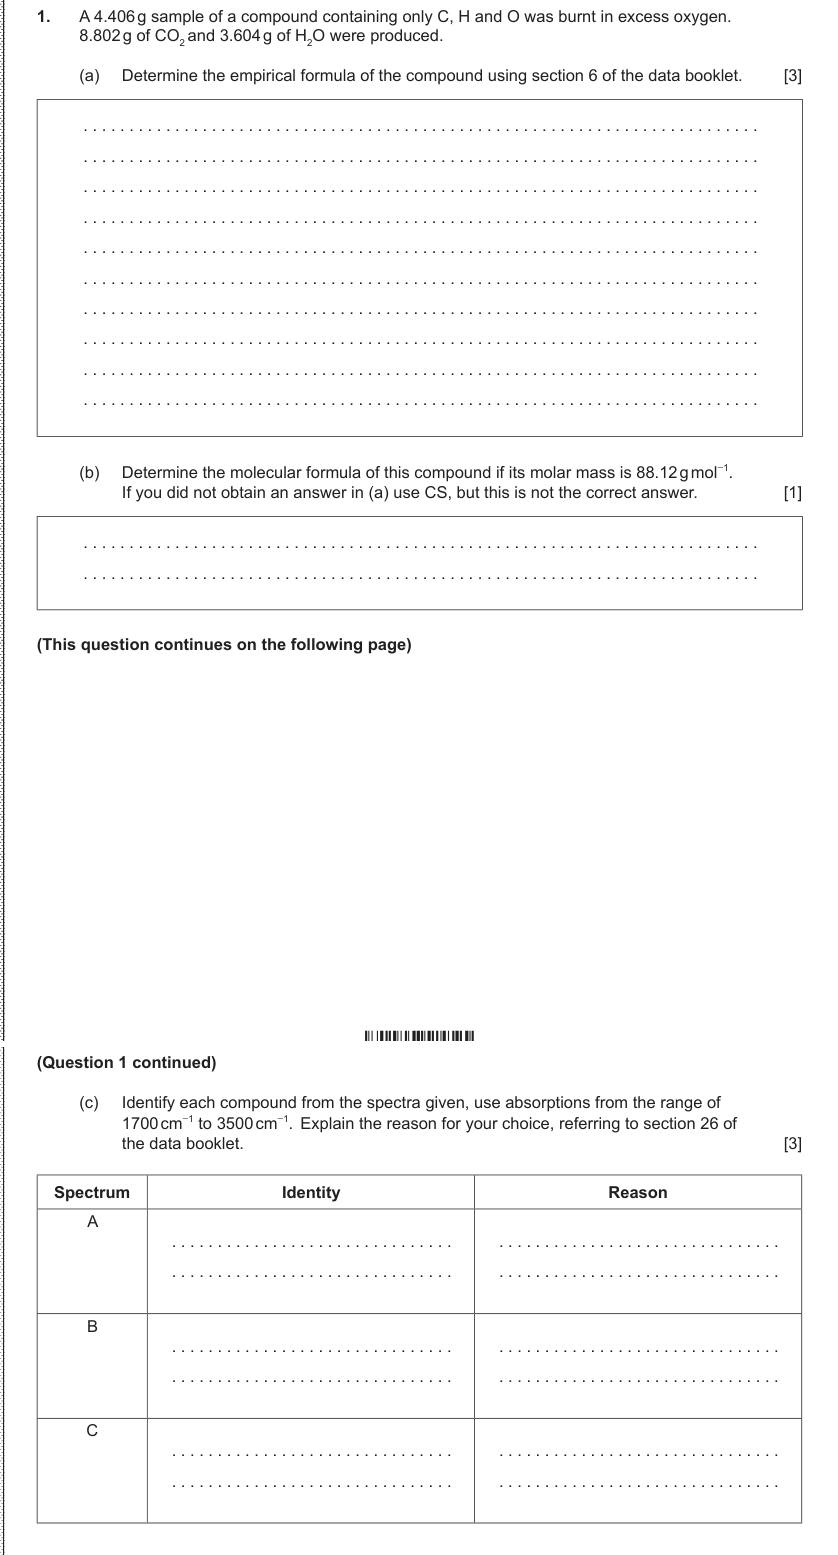 1. A 4.406 g sample of a compound containing only C, H and O was burnt in excess oxygen.
8.802 g of CO₂ and 3.604 g of H₂O were produced.
(a) Determine the empirical formula of the compound using section 6 of the data booklet. [3]
(b) Determine the molecular formula of this compound if its molar mass is 88.12 g mol⁻¹.
If you did not obtain an answer in (a) use CS, but this is not the correct answer. [1]
(This question continues on the following page)
(Question 1 continued)
(c) Identify each compound from the spectra given, use absorptions from the range of
1700 cm⁻¹ to 3500 cm⁻¹. Explain the reason for your choice, referring to section 26 of
the data booklet. [3]
Spectrum Identity Reason
A
B
C